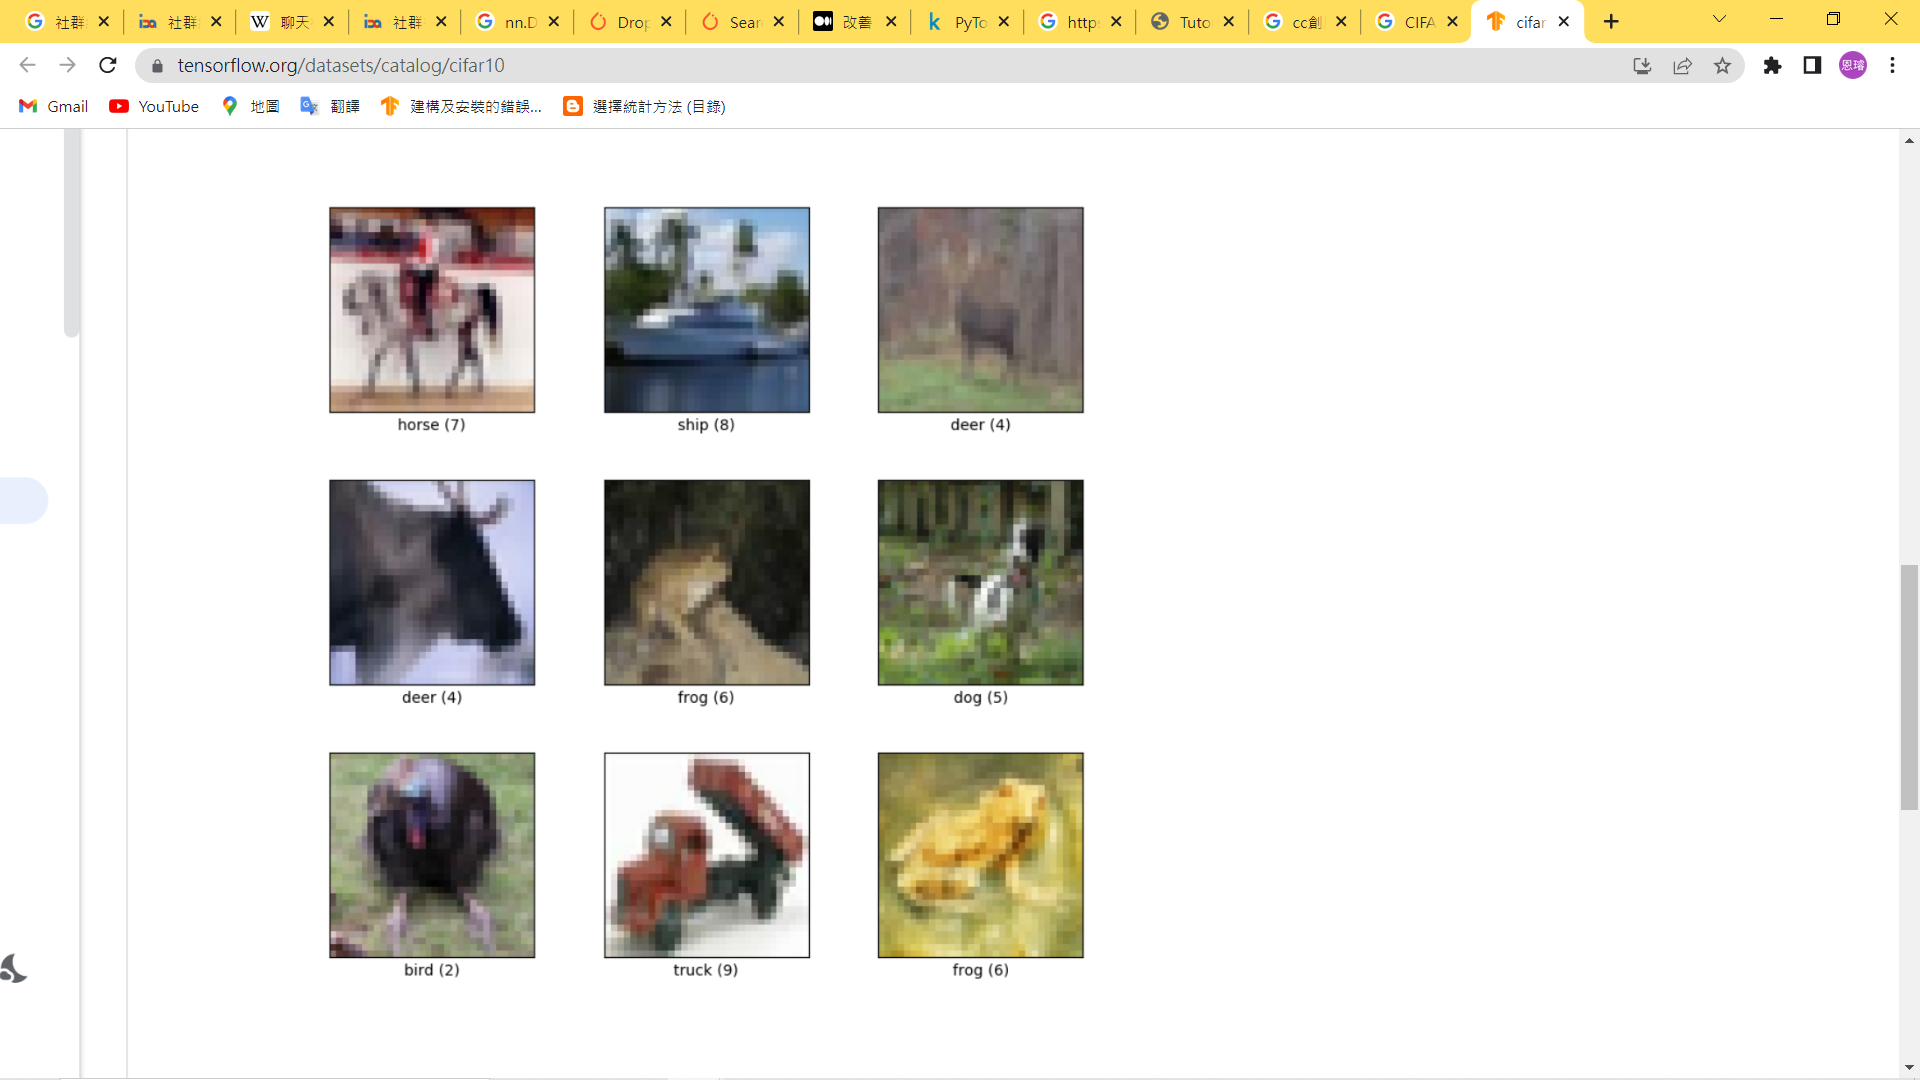 社群 社群 聊天 社群 nn.D Drop Sear 改善 PyTo http Tuto cc創 CIFA cifar
tensorflow.org/datasets/catalog/cifar10
恩璿
Gmail YouTube 地圖 翻譯 建構及安裝的錯誤... 選擇統計方法 (目錄)
horse (7) ship (8) deer (4)
deer (4) frog (6) dog (5)
bird (2) truck (9) frog (6)